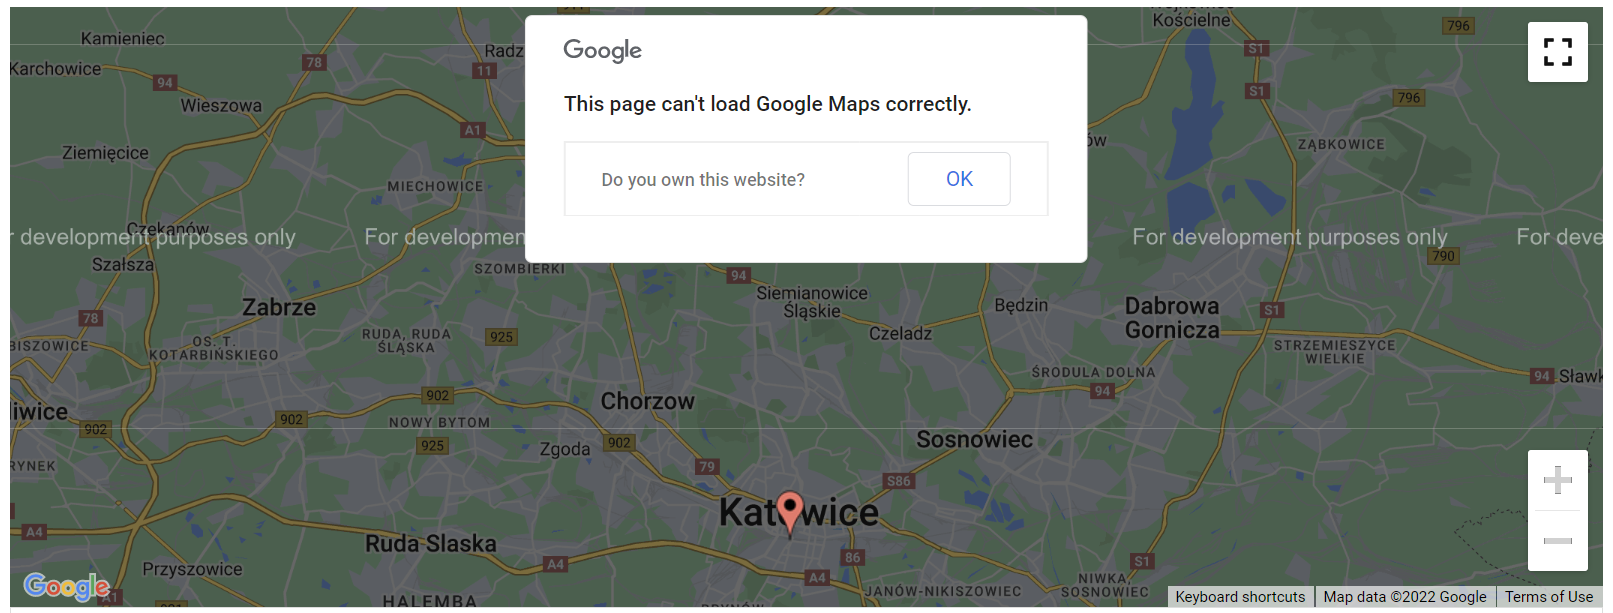 Kościelne
796
Kamieniec
Radz
Google
S1
Karchowice
78
11
94
S1
796
Wieszowa
This page can't load Google Maps correctly.
A1
ów
ZĄBKOWICE
Ziemięcice
Do you own this website?
OK
MIECHOWICE
Czekanów
r development purposes only
For developmen
For development purposes only
For deve
790
Szałsza
SZOMBIERKI
94
Siemianowice
Śląskie
Będzin
Dabrowa
Gornicza
Zabrze
S1
78
Czeladz
RUDA, RUDA
ŚLĄSKA
925
OS. T.
KOTARBIŃSKIEGO
BISZOWICE
STRZEMIESZYCE
WIELKIE
ŚRODULA DOLNA
94
94
Sławk
902
Chorzow
liwice
902
902
NOWY BYTOM
925
Zgoda
902
Sosnowiec
RYNEK
79
S86
Katowice
A4
Ruda Slaska
A4
86
S1
Przyszowice
A4
NIWKA,
SOSNOWIEC
JANÓW-NIKISZOWIEC
Google
A1
HALEMBA
BRYNÓW
921
Keyboard shortcuts
Map data ©2022 Google
Terms of Use